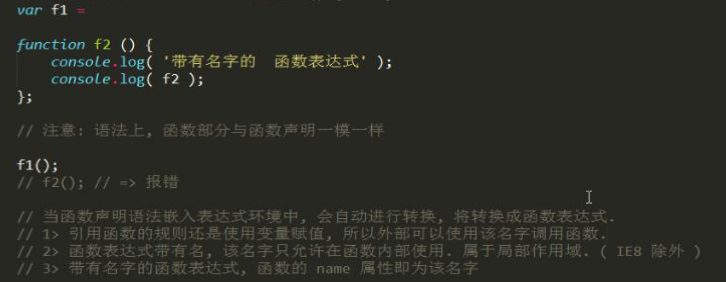 var f1 =
function f2 () {
console.log( '带有名字的  函数表达式' );
console.log( f2 );
};
// 注意: 语法上, 函数部分与函数声明一模一样
f1();
// f2(); // => 报错
// 当函数声明语法嵌入表达式环境中, 会自动进行转换, 将转换成函数表达式.
// 1> 引用函数的规则还是使用变量赋值, 所以外部可以使用该名字调用函数.
// 2> 函数表达式带有名, 该名字只允许在函数内部使用. 属于局部作用域. ( IE8 除外 )
// 3> 带有名字的函数表达式, 函数的 name 属性即为该名字